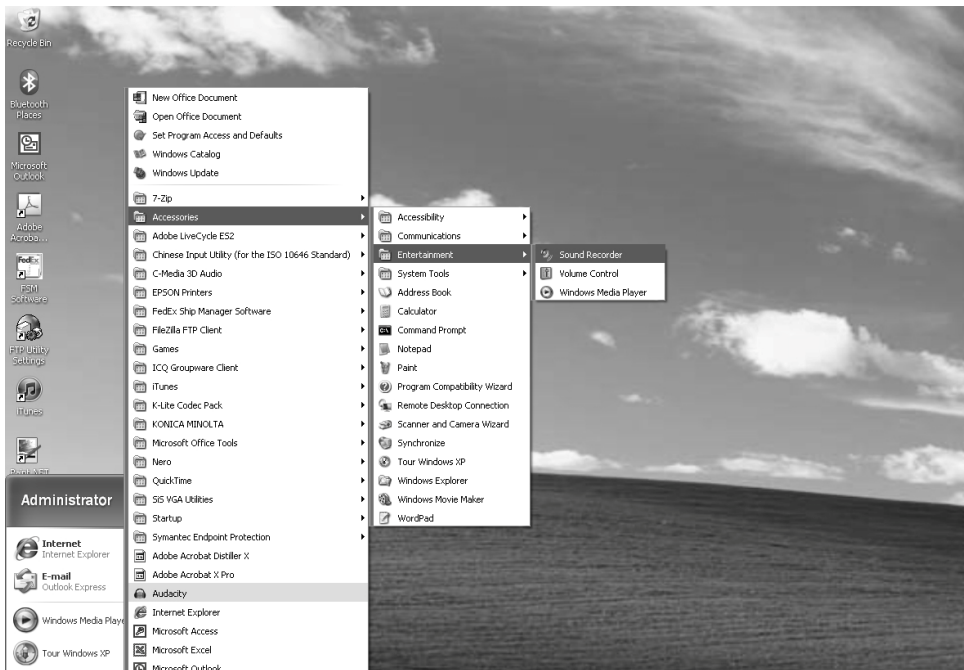 Recycle Bin
Bluetooth
Places
Microsoft
Outlook
Adobe
Acroba...
FedEx
FSM
Software
FTP Utility
Settings
iTunes
Paint.NET
Administrator
Internet
Internet Explorer
E-mail
Outlook Express
Windows Media Playe
Tour Windows XP
New Office Document
Open Office Document
Set Program Access and Defaults
Windows Catalog
Windows Update
7-Zip
Accessories
Adobe LiveCycle ES2
Chinese Input Utility (for the ISO 10646 Standard)
C-Media 3D Audio
EPSON Printers
FedEx Ship Manager Software
FileZilla FTP Client
Games
ICQ Groupware Client
iTunes
K-Lite Codec Pack
KONICA MINOLTA
Microsoft Office Tools
Nero
QuickTime
SiS VGA Utilities
Startup
Symantec Endpoint Protection
Adobe Acrobat Distiller X
Adobe Acrobat X Pro
Audacity
Internet Explorer
Microsoft Access
Microsoft Excel
Microsoft Outlook
Accessibility
Communications
Entertainment
System Tools
Address Book
Calculator
Command Prompt
Notepad
Paint
Program Compatibility Wizard
Remote Desktop Connection
Scanner and Camera Wizard
Synchronize
Tour Windows XP
Windows Explorer
Windows Movie Maker
WordPad
Sound Recorder
Volume Control
Windows Media Player